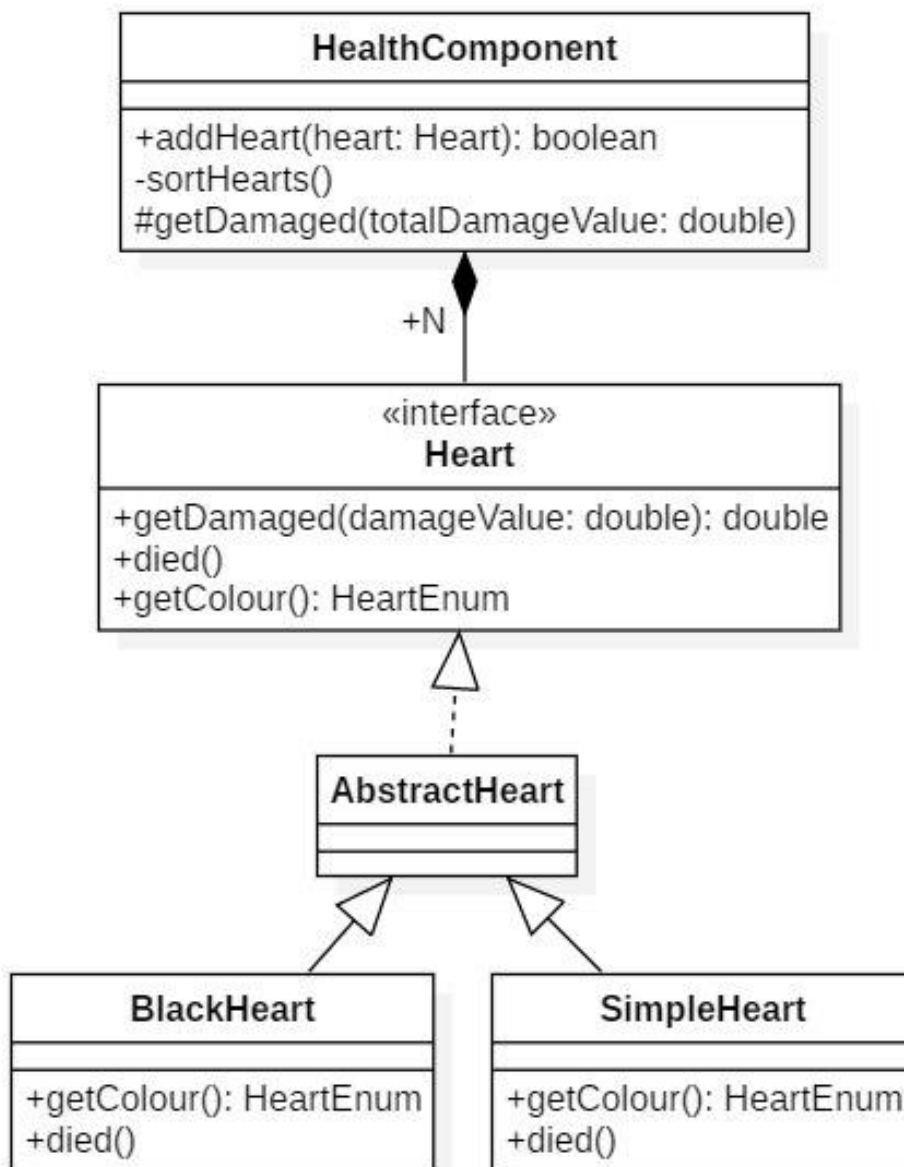 HealthComponent
+addHeart(heart: Heart): boolean
-sortHearts()
#getDamaged(totalDamageValue: double)
+N
«interface»
Heart
+getDamaged(damageValue: double): double
+died()
+getColour(): HeartEnum
AbstractHeart
BlackHeart
+getColour(): HeartEnum
+died()
SimpleHeart
+getColour(): HeartEnum
+died()